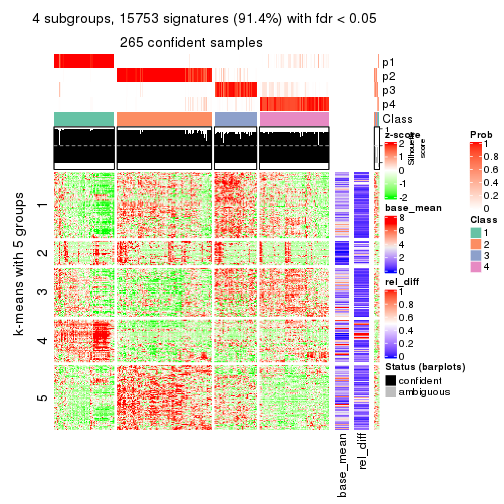 4 subgroups, 15753 signatures (91.4%) with fdr < 0.05
265 confident samples
p1
p2
p3
p4
Class
1
Silhouette
score
k-means with 5 groups
1
2
3
4
5
base_mean
rel_diff
z-score
2
1
0
-1
-2
base_mean
8
6
4
2
0
rel_diff
1
0.8
0.6
0.4
0.2
0
Status (barplots)
confident
ambiguous
Prob
1
0.8
0.6
0.4
0.2
0
Class
1
2
3
4